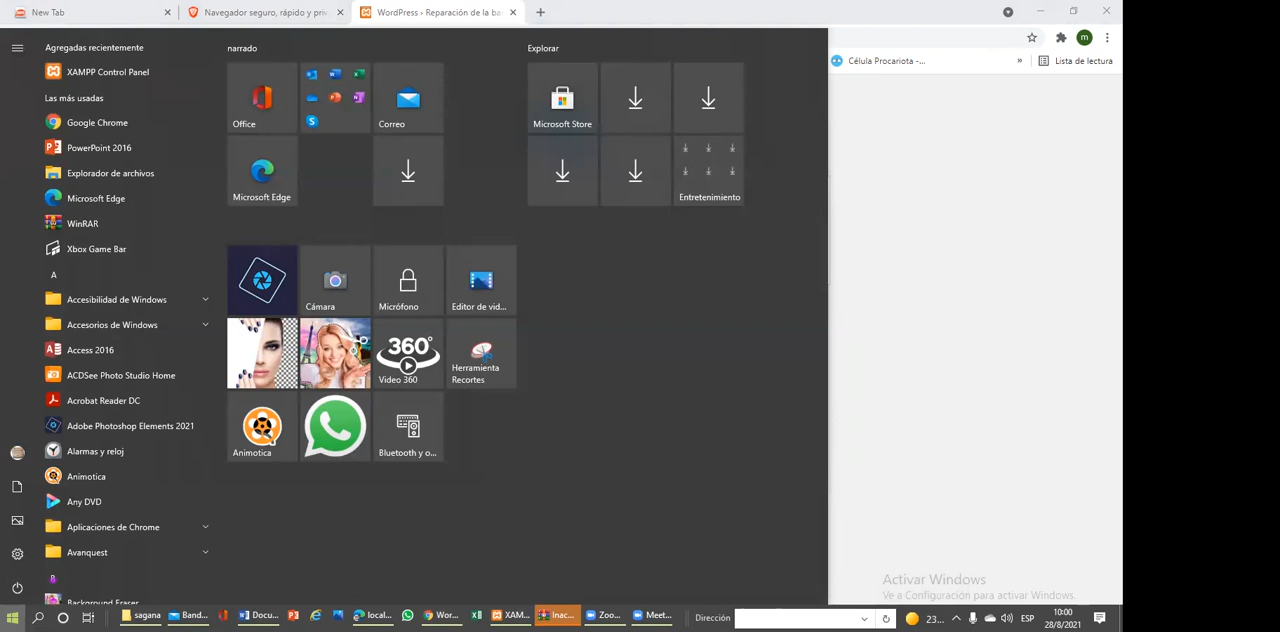 New Tab
Navegador seguro, rápido y priv
WordPress › Reparación de la ba
m
Célula Procariota -...
»
Lista de lectura
Agregadas recientemente
XAMPP Control Panel
Las más usadas
Google Chrome
PowerPoint 2016
Explorador de archivos
Microsoft Edge
WinRAR
Xbox Game Bar
A
Accesibilidad de Windows
Accesorios de Windows
Access 2016
ACDSee Photo Studio Home
Acrobat Reader DC
Adobe Photoshop Elements 2021
Alarmas y reloj
Animotica
Any DVD
Aplicaciones de Chrome
Avanquest
B
Background Eraser
narrado
Office
Correo
Microsoft Edge
Explorar
Microsoft Store
Entretenimiento
Cámara
Micrófono
Editor de vid...
360°
Video 360
Herramienta
Recortes
Animotica
Bluetooth y o...
Activar Windows
Ve a Configuración para activar Windows.
sagana
Band...
Docu...
local...
Wor...
XAM...
Inac...
Zoo...
Meet...
Dirección
23...
ESP
10:00
28/8/2021